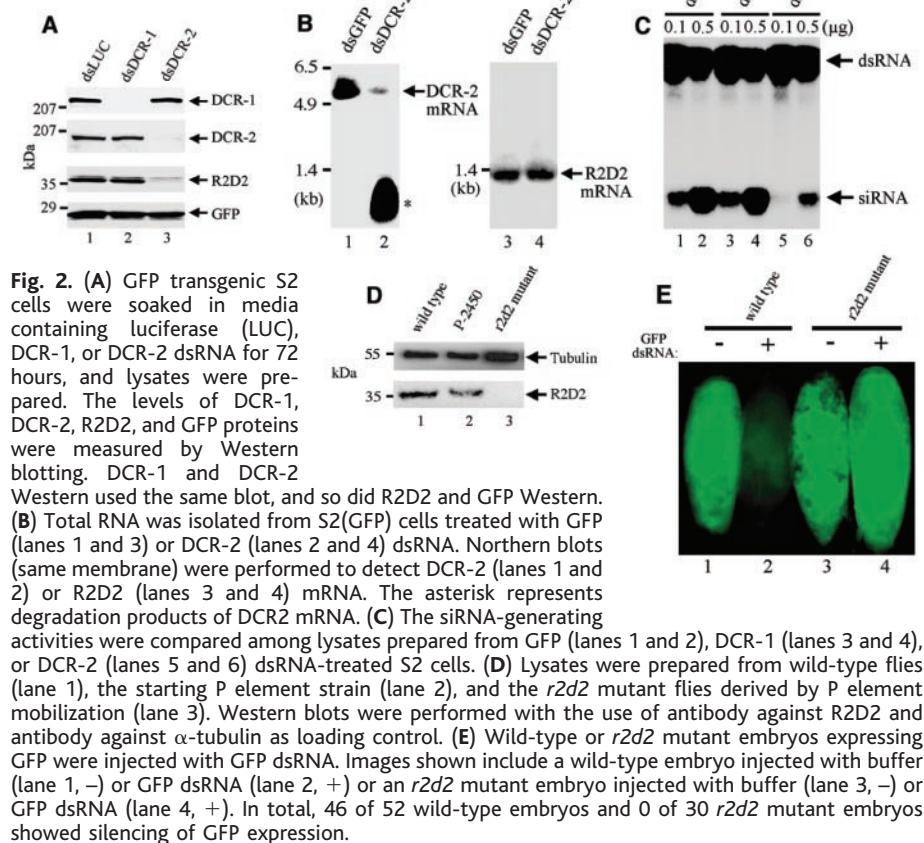 A
dsLUC
dsDCR-1
dsDCR-2
207
DCR-1
207
DCR-2
kDa
35
R2D2
29
GFP
1 2 3
B
dsGFP
6.5
DCR-2 mRNA
4.9
1.4
(kb)
*
1 2
dsGFP
dsDCR-2
1.4
(kb)
R2D2 mRNA
3 4
C
0.1 0.5 0.1 0.5 0.1 0.5 (µg)
dsRNA
siRNA
1 2 3 4 5 6
D
wild type
P-2450
r2d2 mutant
55
Tubulin
kDa
35
R2D2
1 2 3
E
wild type
r2d2 mutant
GFP dsRNA:
- + - +
1 2 3 4
Fig. 2. (A) GFP transgenic S2
cells were soaked in media
containing luciferase (LUC),
DCR-1, or DCR-2 dsRNA for 72
hours, and lysates were pre-
pared. The levels of DCR-1,
DCR-2, R2D2, and GFP proteins
were measured by Western
blotting. DCR-1 and DCR-2
Western used the same blot, and so did R2D2 and GFP Western.
(B) Total RNA was isolated from S2(GFP) cells treated with GFP
(lanes 1 and 3) or DCR-2 (lanes 2 and 4) dsRNA. Northern blots
(same membrane) were performed to detect DCR-2 (lanes 1 and
2) or R2D2 (lanes 3 and 4) mRNA. The asterisk represents
degradation products of DCR2 mRNA. (C) The siRNA-generating
activities were compared among lysates prepared from GFP (lanes 1 and 2), DCR-1 (lanes 3 and 4),
or DCR-2 (lanes 5 and 6) dsRNA-treated S2 cells. (D) Lysates were prepared from wild-type flies
(lane 1), the starting P element strain (lane 2), and the r2d2 mutant flies derived by P element
mobilization (lane 3). Western blots were performed with the use of antibody against R2D2 and
antibody against α-tubulin as loading control. (E) Wild-type or r2d2 mutant embryos expressing
GFP were injected with GFP dsRNA. Images shown include a wild-type embryo injected with buffer
(lane 1, –) or GFP dsRNA (lane 2, +) or an r2d2 mutant embryo injected with buffer (lane 3, –) or
GFP dsRNA (lane 4, +). In total, 46 of 52 wild-type embryos and 0 of 30 r2d2 mutant embryos
showed silencing of GFP expression.